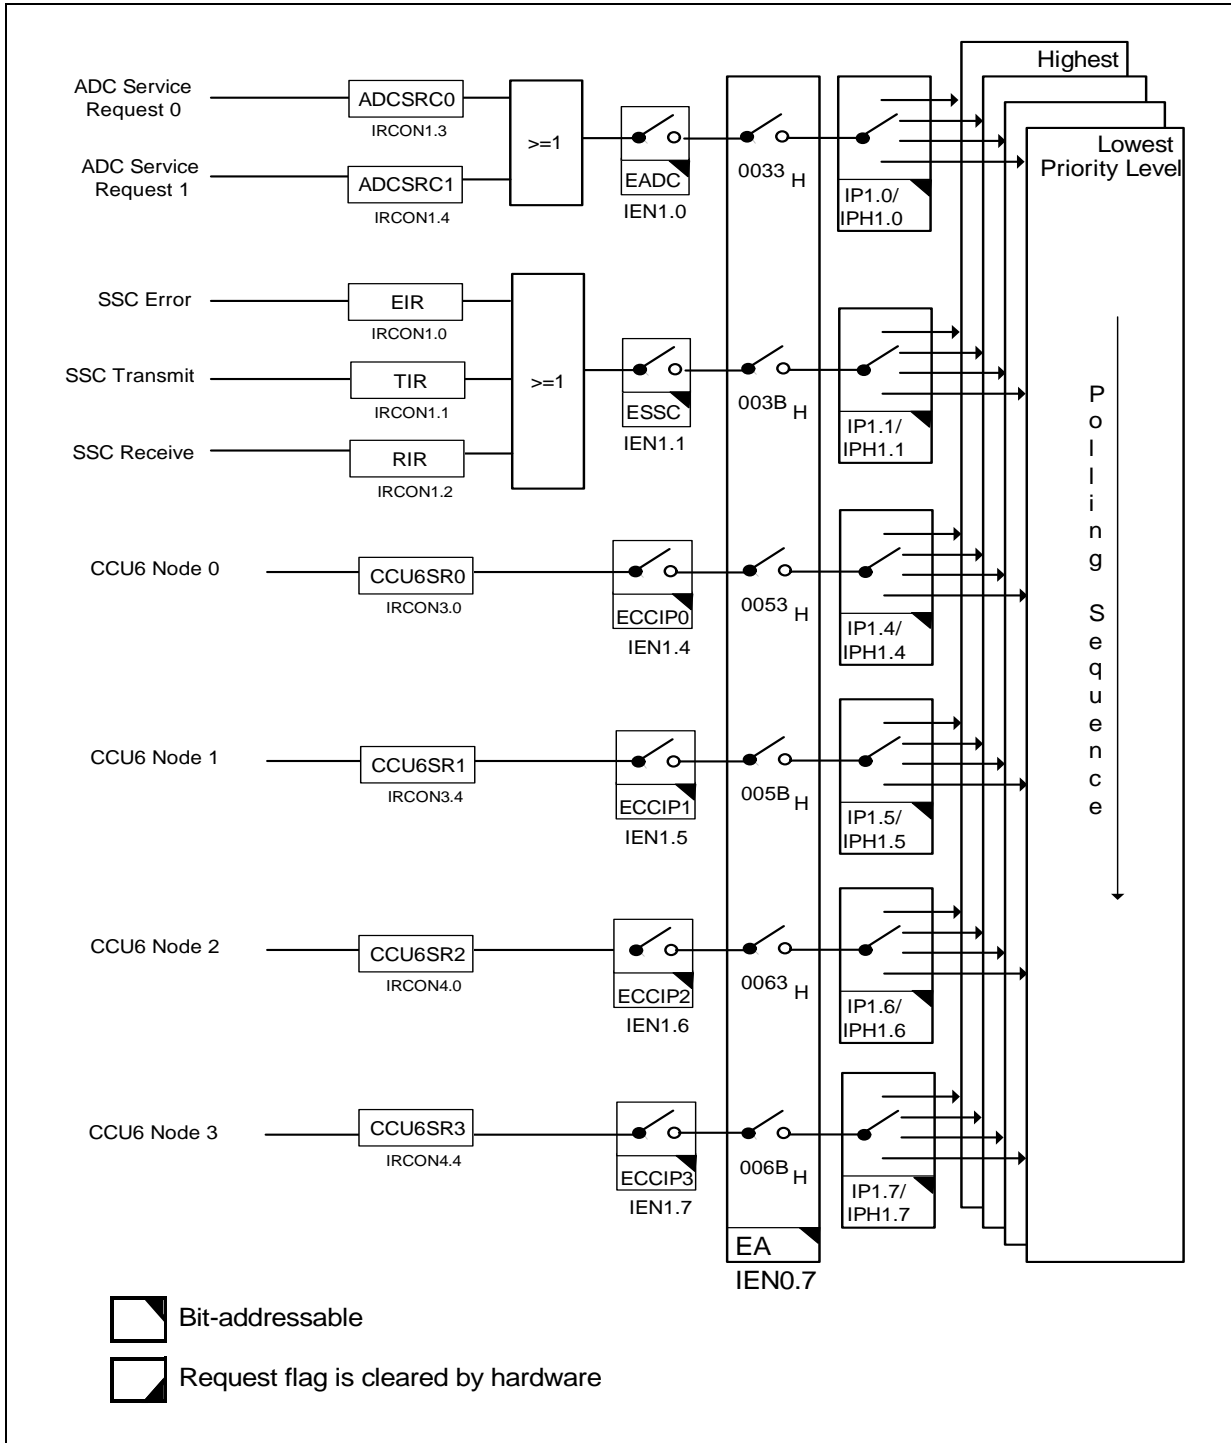 Highest
Lowest
Priority Level
ADC Service
Request 0
ADCSRC0
IRCON1.3
ADC Service
Request 1
ADCSRC1
IRCON1.4
>=1
EADC
IEN1.0
0033 H
IP1.0/
IPH1.0
SSC Error
EIR
IRCON1.0
SSC Transmit
TIR
IRCON1.1
SSC Receive
RIR
IRCON1.2
>=1
ESSC
IEN1.1
003B H
IP1.1/
IPH1.1
CCU6 Node 0
CCU6SR0
IRCON3.0
ECCIP0
IEN1.4
0053 H
IP1.4/
IPH1.4
CCU6 Node 1
CCU6SR1
IRCON3.4
ECCIP1
IEN1.5
005B H
IP1.5/
IPH1.5
CCU6 Node 2
CCU6SR2
IRCON4.0
ECCIP2
IEN1.6
0063 H
IP1.6/
IPH1.6
CCU6 Node 3
CCU6SR3
IRCON4.4
ECCIP3
IEN1.7
006B H
IP1.7/
IPH1.7
EA
IEN0.7
Polling Sequence
Bit-addressable
Request flag is cleared by hardware